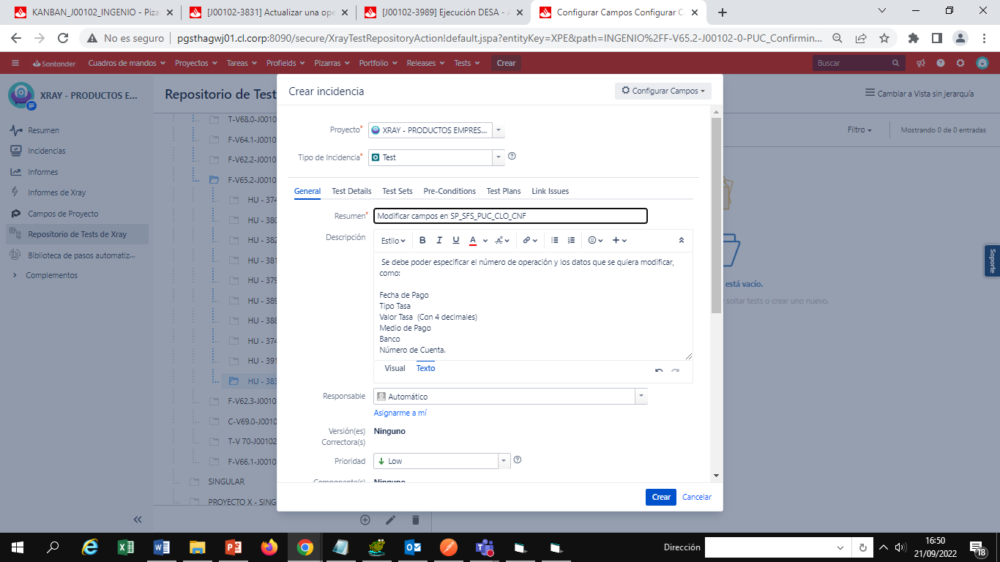 KANBAN_J00102_INGENIO - Piza
[J00102-3831] Actualizar una ope
[J00102-3989] Ejecución DESA - A
Configurar Campos Configurar C
No es seguro
pgsthagwj01.cl.corp:8090/secure/XrayTestRepositoryAction!default.jspa?entityKey=XPE&path=INGENIO%2FF-V65.2-J00102-0-PUC_Confirmin...
Santander
Cuadros de mandos
Proyectos
Tareas
Profields
Pizarras
Portfolio
Releases
Tests
Crear
Buscar
XRAY - PRODUCTOS E...
Resumen
Incidencias
Informes
Informes de Xray
Campos de Proyecto
Repositorio de Tests de Xray
Biblioteca de pasos automatiz...
Complementos
Repositorio de Test
T-V68.0-J0010
F-V64.1-J0010
F-V62.2-J0010
F-V65.2-J0010
HU - 374
HU - 380
HU - 382
HU - 381
HU - 379
HU - 389
HU - 388
HU - 374
HU - 391
HU - 383
F-V62.3-J0010
C-V69.0-J0010
T-V 70-J00102
F-V66.1-J0010
SINGULAR
PROYECTO X - SING
Cambiar a Vista sin jerarquía
Filtro
Mostrando 0 de 0 entradas
está vacío.
soltar tests o crear uno nuevo.
Soporte
Crear incidencia
Configurar Campos
Proyecto*
XRAY - PRODUCTOS EMPRES...
Tipo de Incidencia*
Test
General
Test Details
Test Sets
Pre-Conditions
Test Plans
Link Issues
Resumen*
Modificar campos en SP_SFS_PUC_CLO_CNF
Descripción
Estilo
B I U A
Se debe poder especificar el número de operación y los datos que se quiera modificar,
como:
Fecha de Pago
Tipo Tasa
Valor Tasa (Con 4 decimales)
Medio de Pago
Banco
Número de Cuenta.
Visual
Texto
Responsable
Automático
Asignarme a mí
Versión(es)
Correctora(s)
Ninguno
Prioridad
Low
Componente(s)
Ninguno
Crear
Cancelar
Dirección
16:50
21/09/2022
18